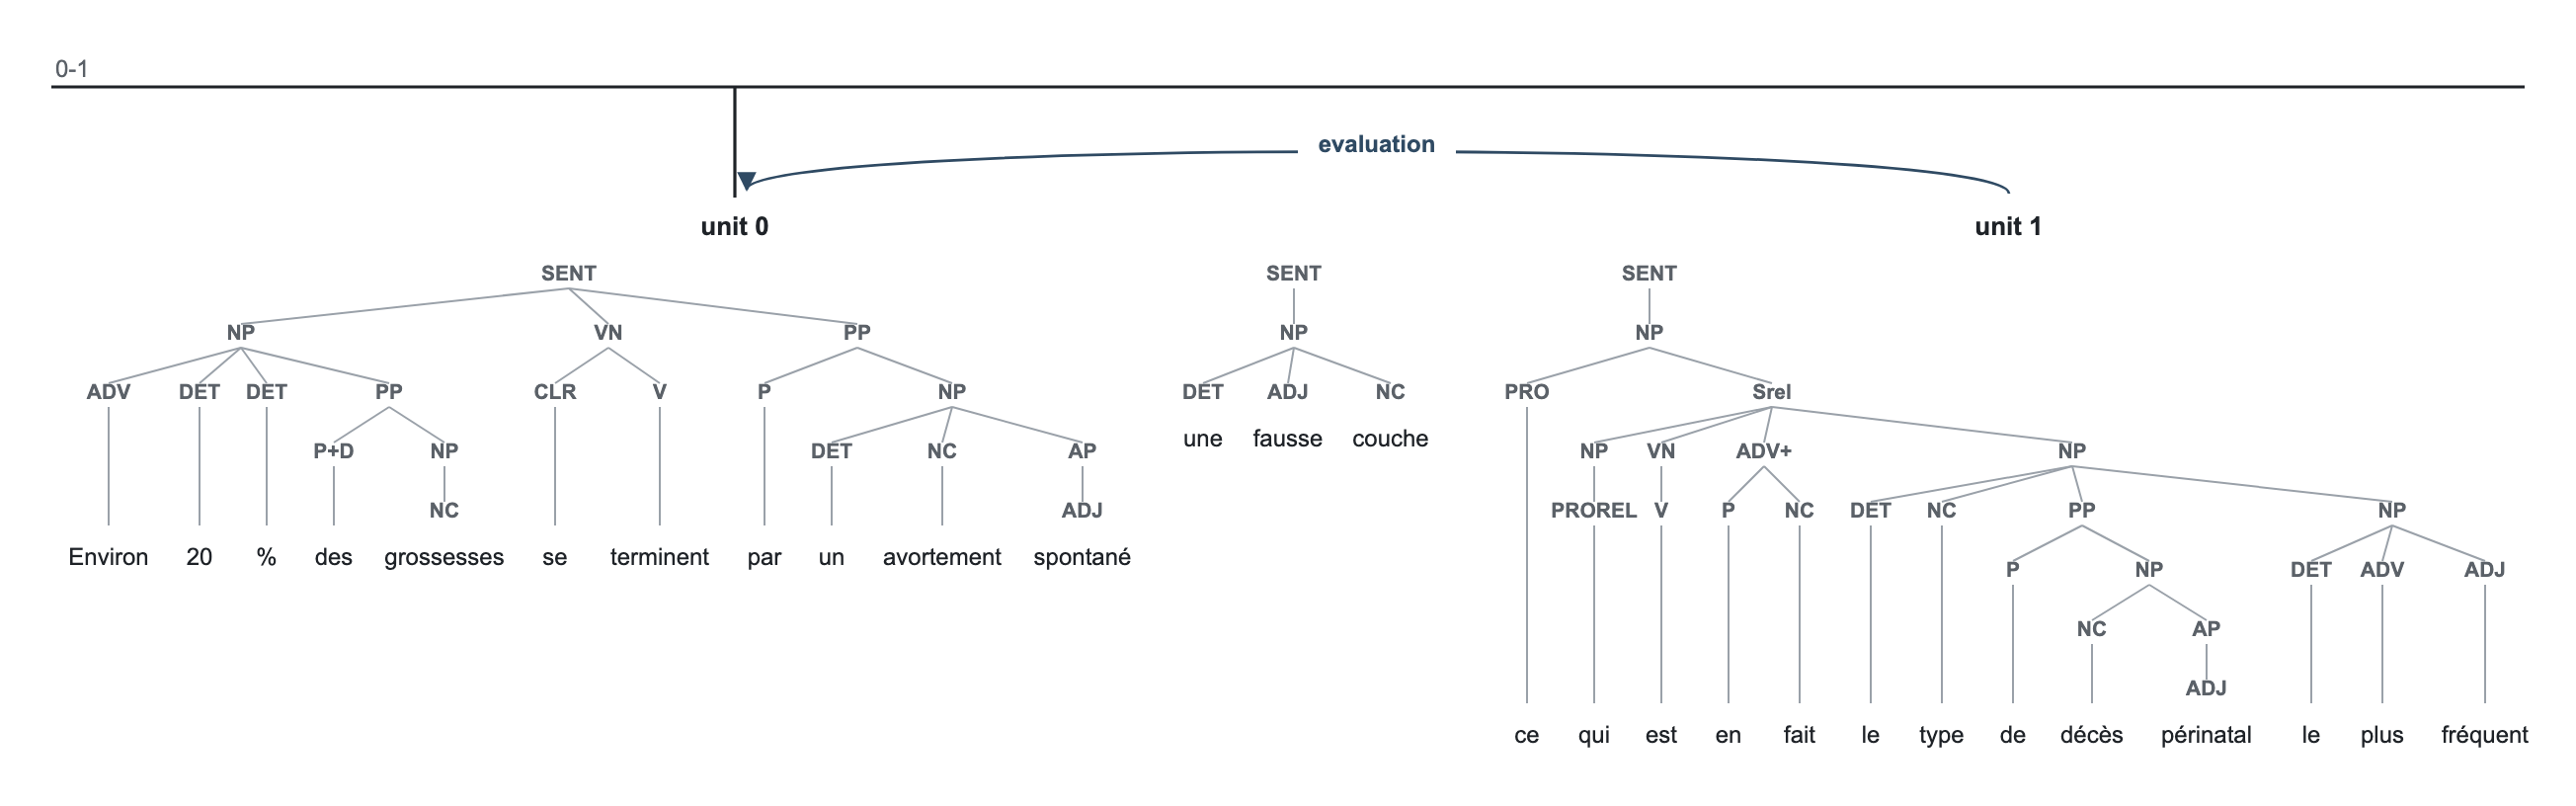 0-1
evaluation
unit 0 unit 1
SENT SENT SENT
NP VN PP NP NP
ADV DET DET PP CLR V P NP DET ADJ NC PRO Srel
une fausse couche
P+D NP DET NC AP NP VN ADV+ NP
NC ADJ PROREL V P NC DET NC PP NP
Environ 20 % des grossesses se terminent par un avortement spontané
P NP DET ADV ADJ
NC AP
ADJ
ce qui est en fait le type de décès périnatal le plus fréquent